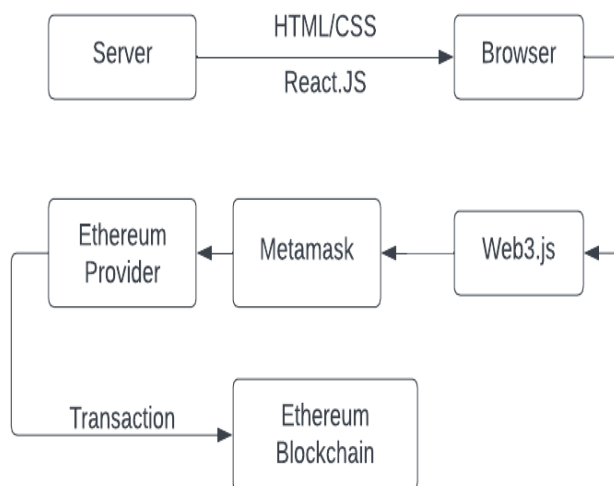 HTML/CSS
Server
Browser
React.JS
Ethereum
Provider
Metamask
Web3.js
Transaction
Ethereum
Blockchain